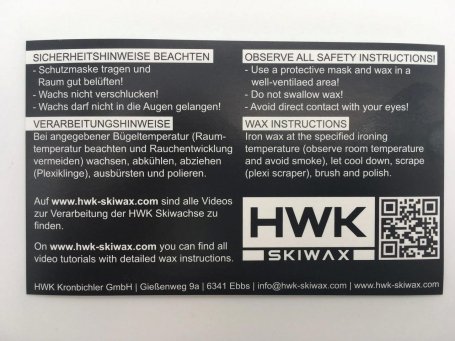 SICHERHEITSHINWEISE BEACHTEN
- Schutzmaske tragen und
Raum gut belüften!
- Wachs nicht verschlucken!
- Wachs darf nicht in die Augen gelangen!
VERARBEITUNGSHINWEISE
Bei angegebener Bügeltemperatur (Raum-
temperatur beachten und Rauchentwicklung
vermeiden) wachsen, abkühlen, abziehen
(Plexiklinge), ausbürsten und polieren.
Auf www.hwk-skiwax.com sind alle Videos
zur Verarbeitung der HWK Skiwachse zu
finden.
On www.hwk-skiwax.com you can find all
video tutorials with detailed wax instructions.
OBSERVE ALL SAFETY INSTRUCTIONS!
- Use a protective mask and wax in a
well-ventilaed area!
- Do not swallow wax!
- Avoid direct contact with your eyes!
WAX INSTRUCTIONS
Iron wax at the specified ironing
temperature (observe room temperature
and avoid smoke), let cool down, scrape
(plexi scraper), brush and polish.
HWK
SKIWAX
HWK Kronbichler GmbH | Gießenweg 9a | 6341 Ebbs | info@hwk-skiwax.com | www.hwk-skiwax.com